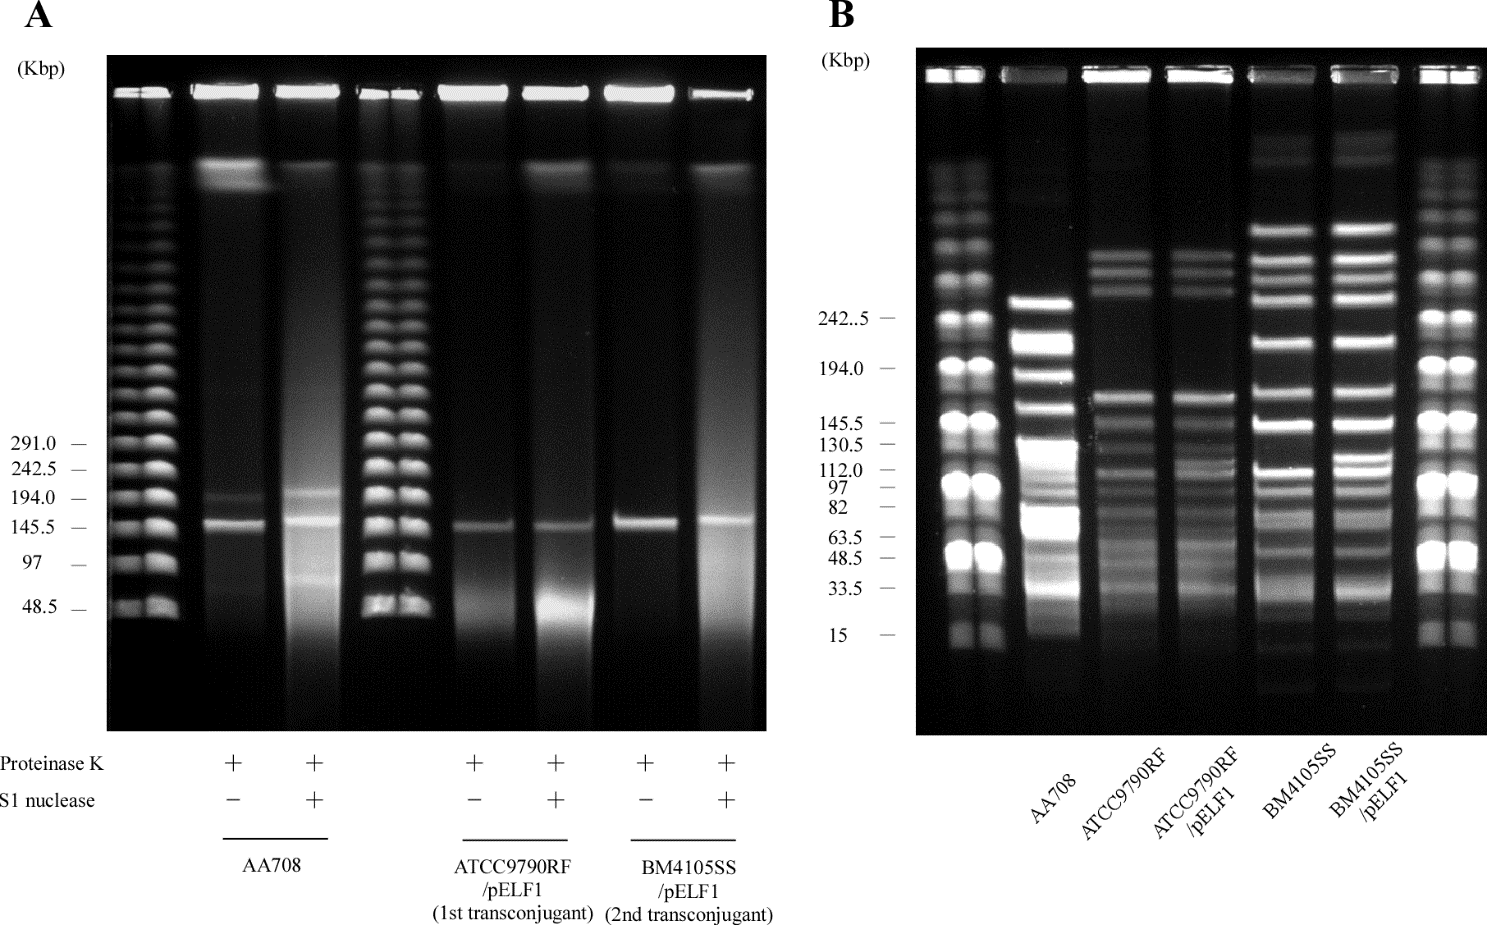 A
(Kbp)
291.0
242.5
194.0
145.5
97
48.5
Proteinase K + + + + + +
S1 nuclease − + − + − +
AA708
ATCC9790RF
/pELF1
(1st transconjugant)
BM4105SS
/pELF1
(2nd transconjugant)
B
(Kbp)
242..5
194.0
145.5
130.5
112.0
97
82
63.5
48.5
33.5
15
AA708
ATCC9790RF
ATCC9790RF
/pELF1
BM4105SS
BM4105SS
/pELF1